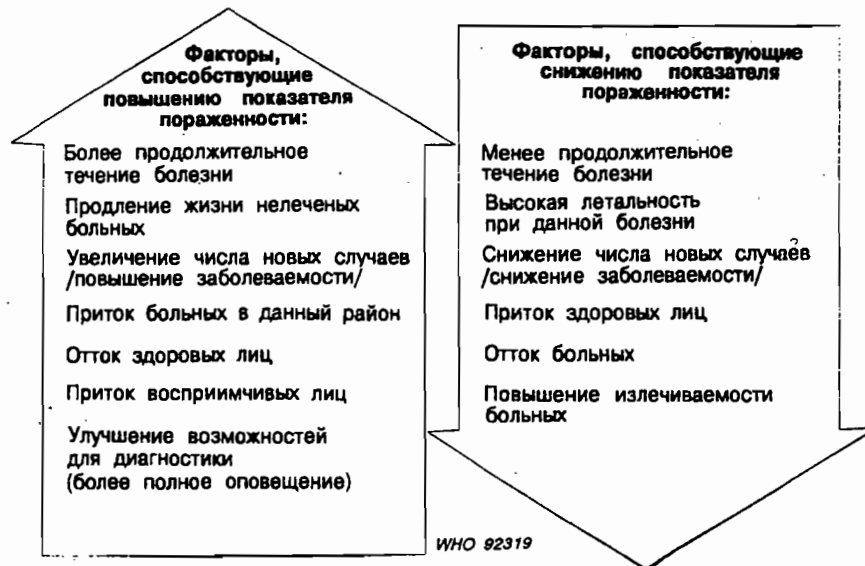 Факторы,
способствующие
повышению показателя
пораженности:
Более продолжительное
течение болезни
Продление жизни нелеченых
больных
Увеличение числа новых случаев
/повышение заболеваемости/
Приток больных в данный район
Отток здоровых лиц
Приток восприимчивых лиц
Улучшение возможностей
для диагностики
(более полное оповещение)
Факторы, способствующие
снижению показателя
пораженности:
Менее продолжительное
течение болезни
Высокая летальность
при данной болезни
Снижение числа новых случаев
/снижение заболеваемости/
Приток здоровых лиц
Отток больных
Повышение излечиваемости
больных
WHO 92319